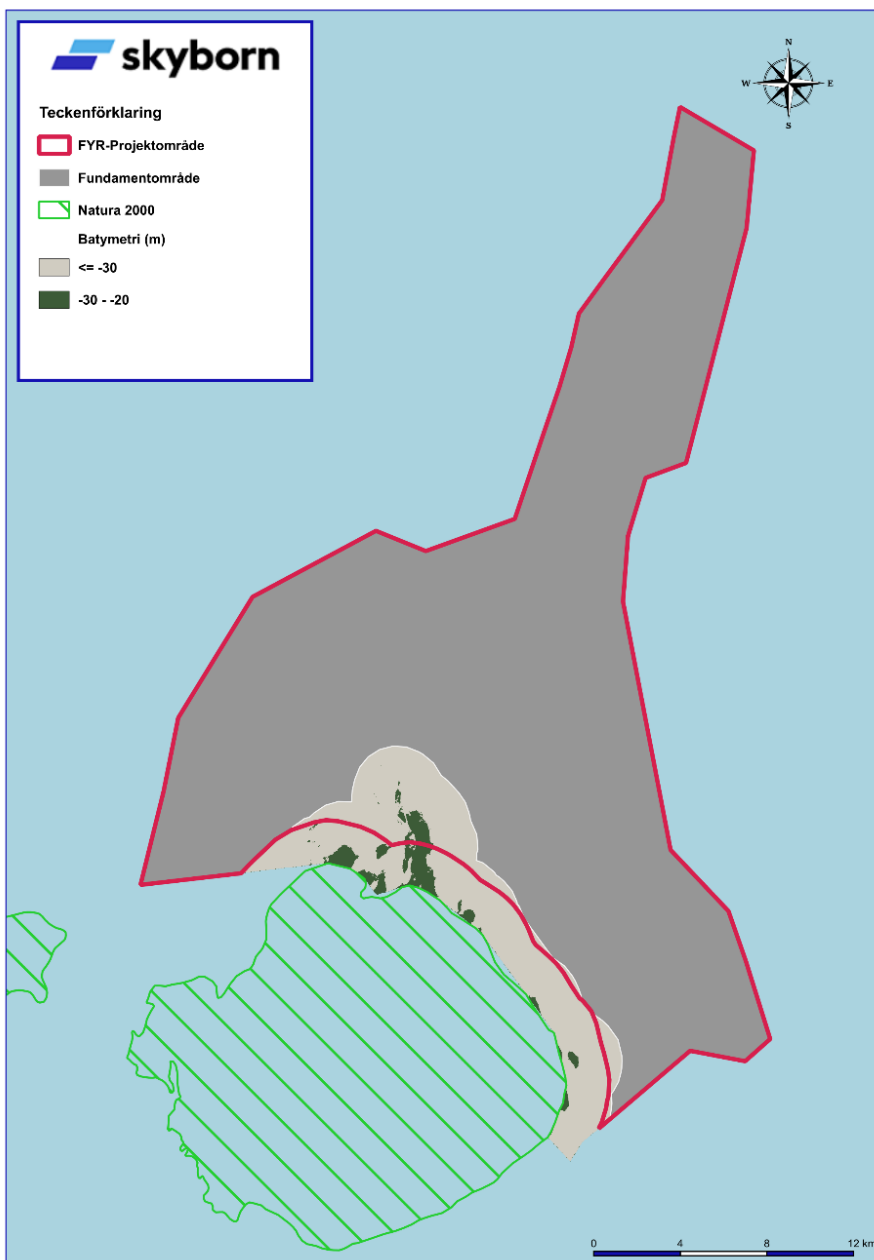 skyborn
N
W E
S
Teckenförklaring
FYR-Projektområde
Fundamentområde
Natura 2000
Batymetri (m)
<= -30
-30 - -20
0 4 8 12 km